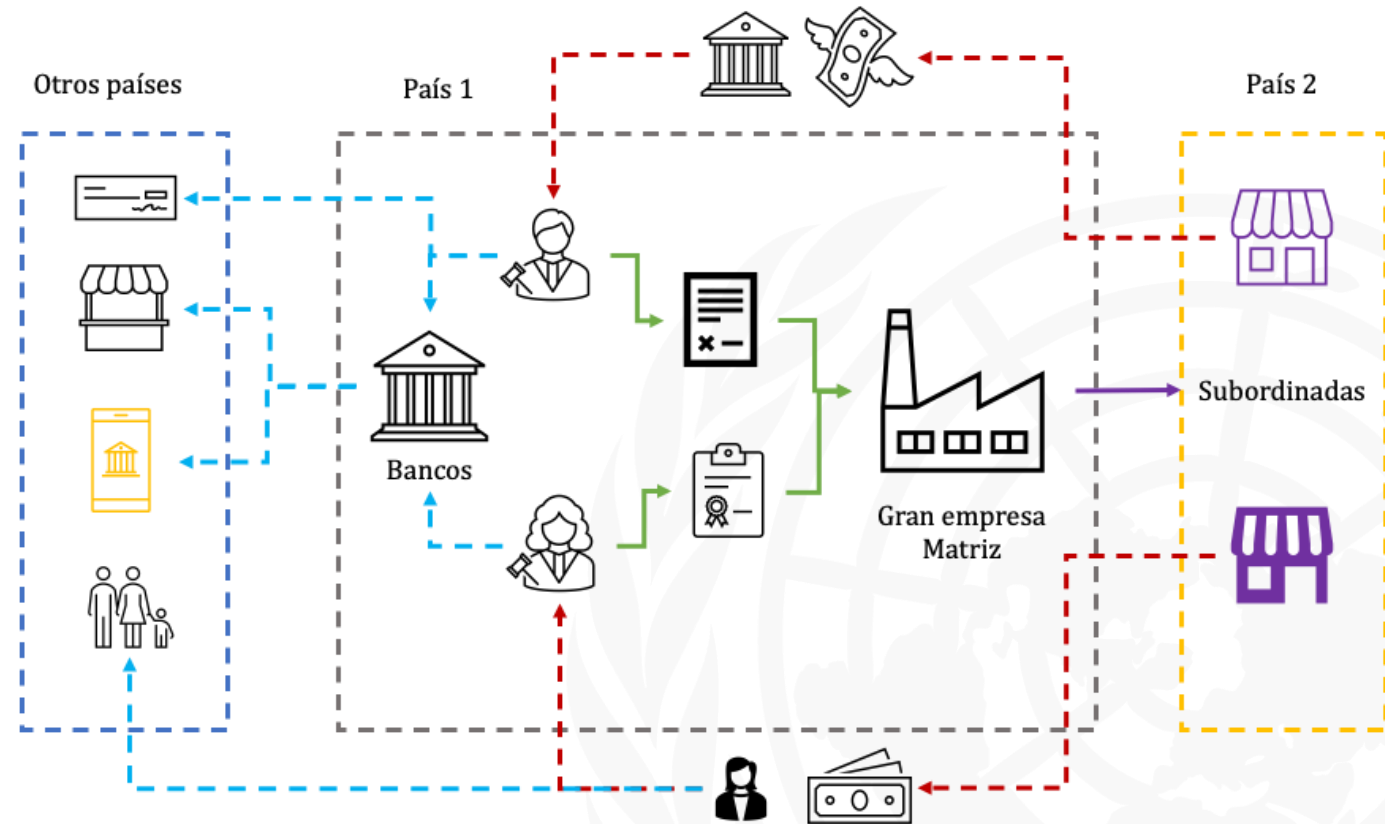 Otros países
País 1
País 2
Bancos
Subordinadas
Gran empresa
Matriz